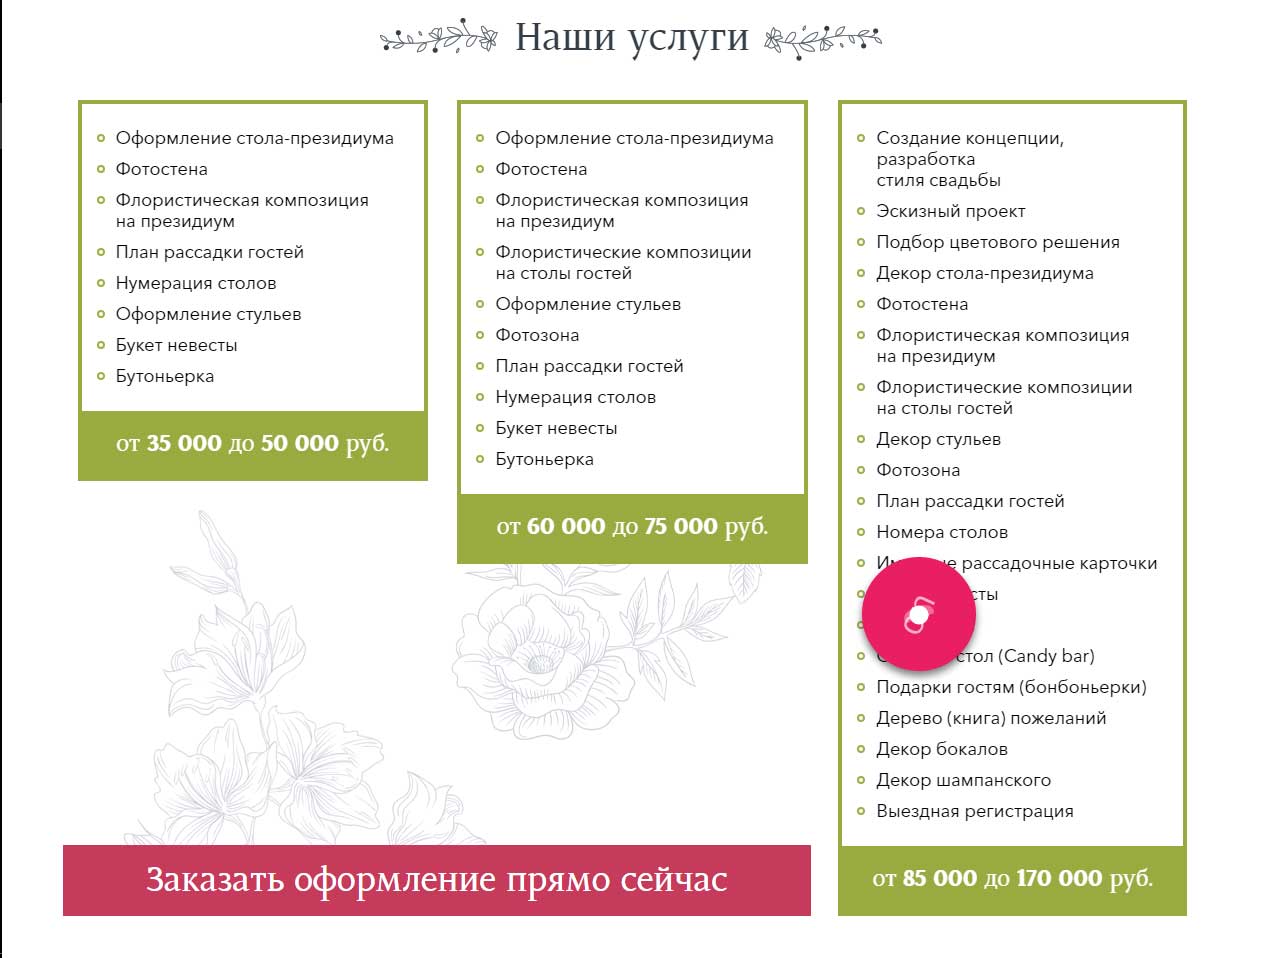 Наши услуги
Оформление стола-президиума
Фотостена
Флористическая композиция
на президиум
План рассадки гостей
Нумерация столов
Оформление стульев
Букет невесты
Бутоньерка
от 35 000 до 50 000 руб.
Оформление стола-президиума
Фотостена
Флористическая композиция
на президиум
Флористические композиции
на столы гостей
Оформление стульев
Фотозона
План рассадки гостей
Нумерация столов
Букет невесты
Бутоньерка
от 60 000 до 75 000 руб.
Создание концепции,
разработка
стиля свадьбы
Эскизный проект
Подбор цветового решения
Декор стола-президиума
Фотостена
Флористическая композиция
на президиум
Флористические композиции
на столы гостей
Декор стульев
Фотозона
План рассадки гостей
Номера столов
рассадочные карточки
стол (Candy bar)
Подарки гостям (бонбоньерки)
Дерево (книга) пожеланий
Декор бокалов
Декор шампанского
Выездная регистрация
от 85 000 до 170 000 руб.
Заказать оформление прямо сейчас